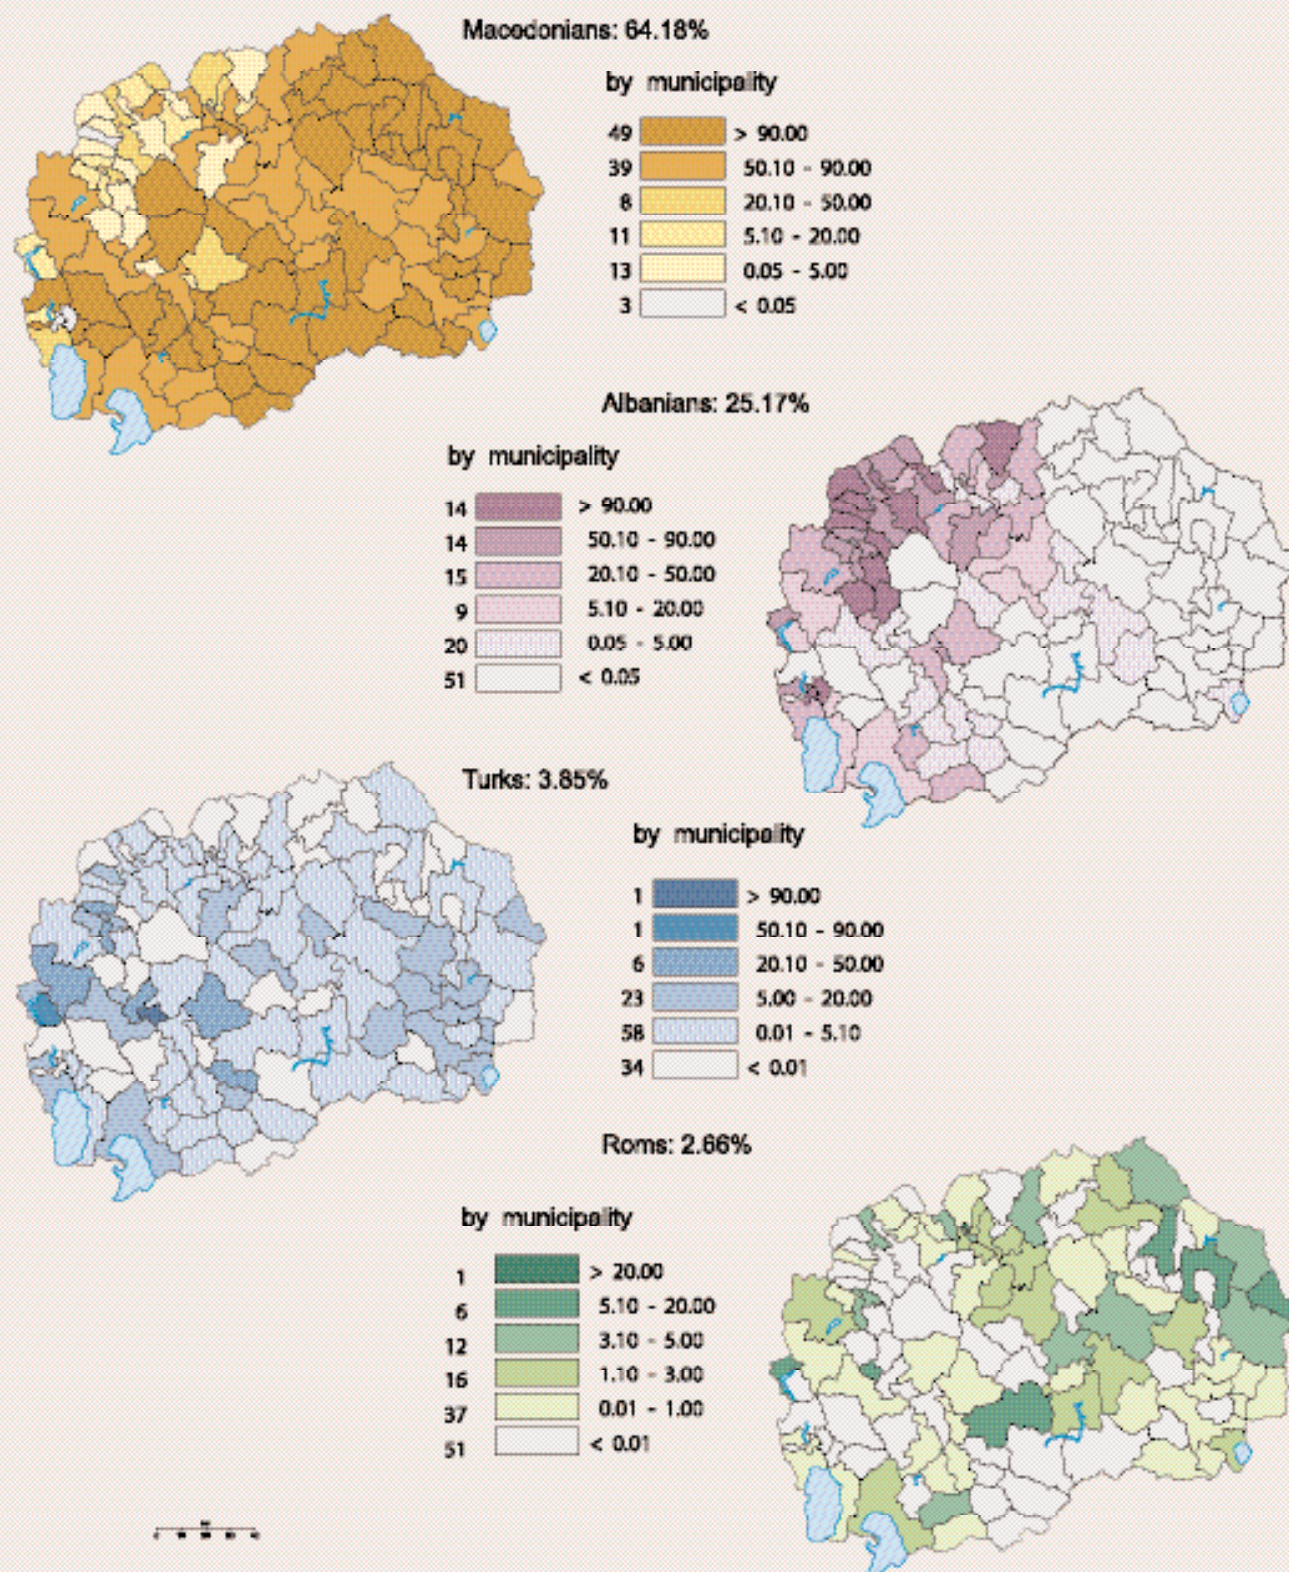 Macedonians: 64.18%
by municipality
49 > 90.00
39 50.10 - 90.00
8 20.10 - 50.00
11 5.10 - 20.00
13 0.05 - 5.00
3 < 0.05
Albanians: 25.17%
by municipality
14 > 90.00
14 50.10 - 90.00
15 20.10 - 50.00
9 5.10 - 20.00
20 0.05 - 5.00
51 < 0.05
Turks: 3.85%
by municipality
1 > 90.00
1 50.10 - 90.00
6 20.10 - 50.00
23 5.00 - 20.00
58 0.01 - 5.10
34 < 0.01
Roms: 2.66%
by municipality
1 > 20.00
6 5.10 - 20.00
12 3.10 - 5.00
16 1.10 - 3.00
37 0.01 - 1.00
51 < 0.01